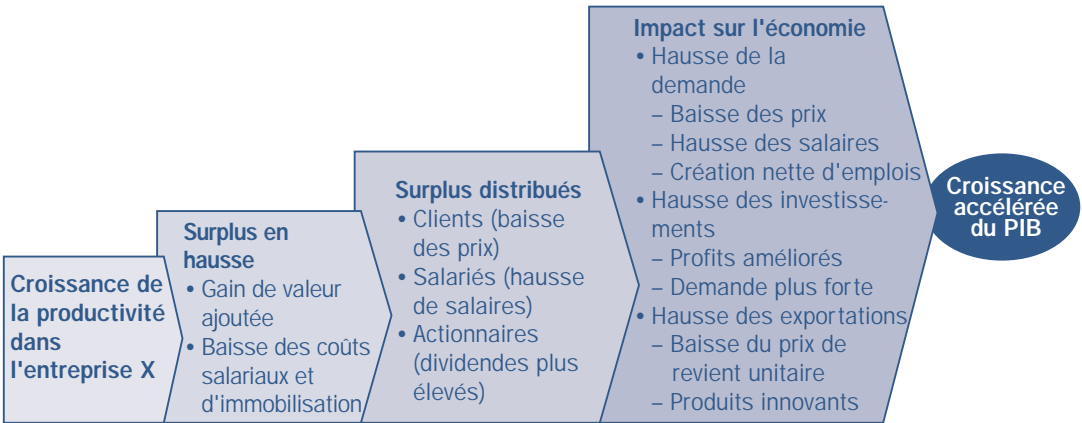 Croissance de
la productivité
dans
l'entreprise X
Surplus en
hausse
• Gain de valeur
ajoutée
• Baisse des coûts
salariaux et
d'immobilisation
Surplus distribués
• Clients (baisse
des prix)
• Salariés (hausse
de salaires)
• Actionnaires
(dividendes plus
élevés)
Impact sur l'économie
• Hausse de la
demande
– Baisse des prix
– Hausse des salaires
– Création nette d'emplois
• Hausse des investisse-
ments
– Profits améliorés
– Demande plus forte
• Hausse des exportations
– Baisse du prix de
revient unitaire
– Produits innovants
Croissance
accélérée
du PIB